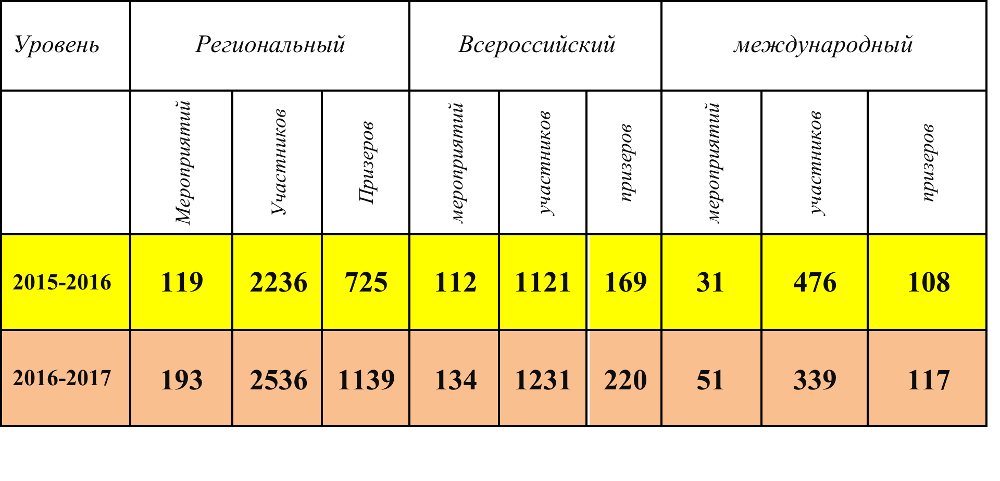 Уровень Региональный Всероссийский международный
Мероприятий Участников Призеров мероприятий участников призеров мероприятий участников призеров
2015-2016 119 2236 725 112 1121 169 31 476 108
2016-2017 193 2536 1139 134 1231 220 51 339 117